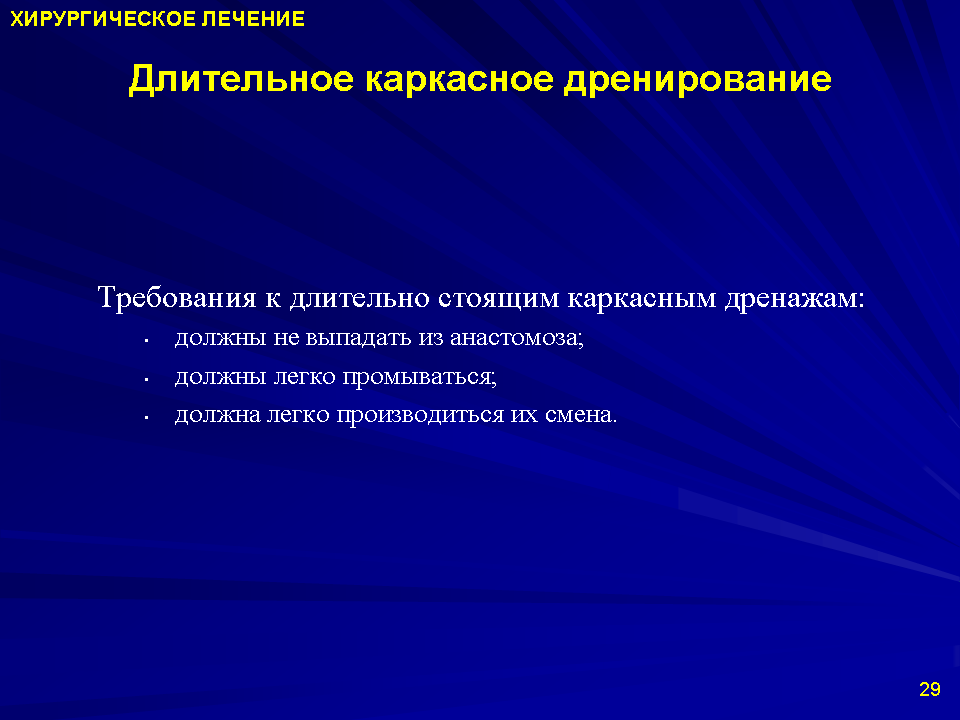 ХИРУРГИЧЕСКОЕ ЛЕЧЕНИЕ
Длительное каркасное дренирование
Требования к длительно стоящим каркасным дренажам:
· должны не выпадать из анастомоза;
· должны легко промываться;
· должна легко производиться их смена.
29